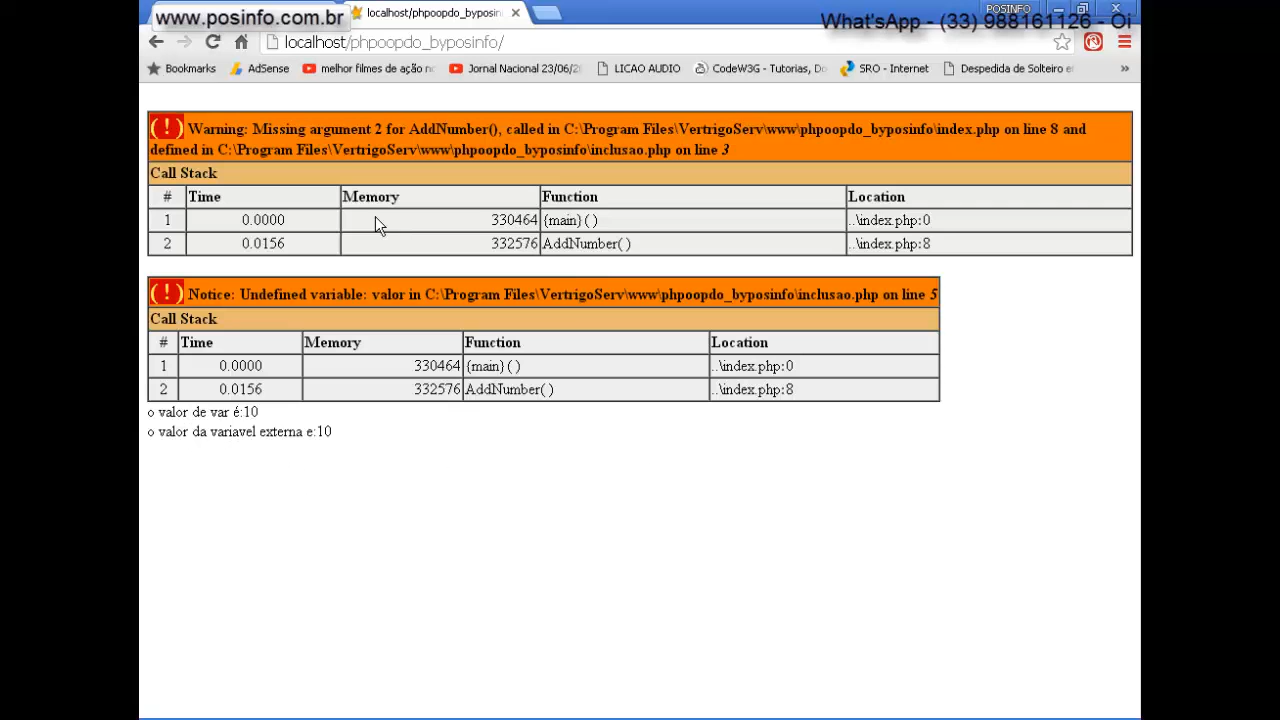 www.posinfo.com.br
localhost/phpoopdo_byposin
POSINFO
What'sApp - (33) 988161126 - Oi
localhost/phpoopdo_byposinfo/
Bookmarks AdSense melhor filmes de ação Jornal Nacional 23/06/2 LICAO AUDIO CodeW3G - Tutorias, Do SRO - Internet Despedida de Solteiro e »
(!) Warning: Missing argument 2 for AddNumber(), called in C:\Program Files\VertrigoServ\www\phpoopdo_byposinfo\index.php on line 8 and
defined in C:\Program Files\VertrigoServ\www\phpoopdo_byposinfo\inclusao.php on line 3
Call Stack
# Time Memory Function Location
1 0.0000 330464 {main}( ) ..\index.php:0
2 0.0156 332576 AddNumber( ) ..\index.php:8
(!) Notice: Undefined variable: valor in C:\Program Files\VertrigoServ\www\phpoopdo_byposinfo\inclusao.php on line 5
Call Stack
# Time Memory Function Location
1 0.0000 330464 {main}( ) ..\index.php:0
2 0.0156 332576 AddNumber( ) ..\index.php:8
o valor de var é:10
o valor da variavel externa e:10